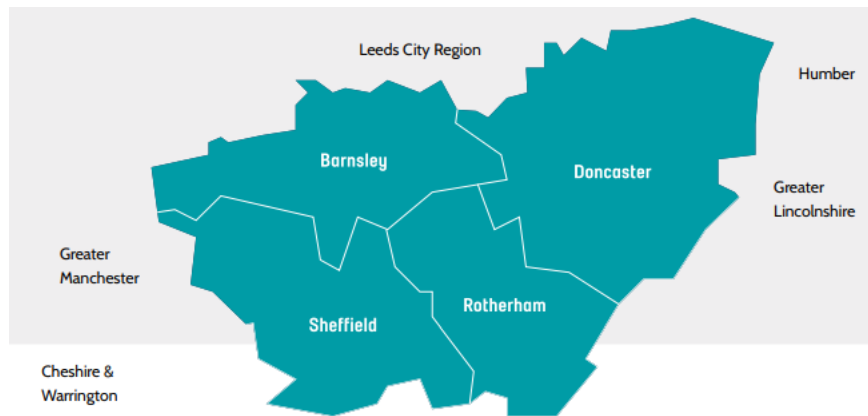 Leeds City Region
Humber
Barnsley
Doncaster
Greater
Lincolnshire
Greater
Manchester
Rotherham
Sheffield
Cheshire &
Warrington